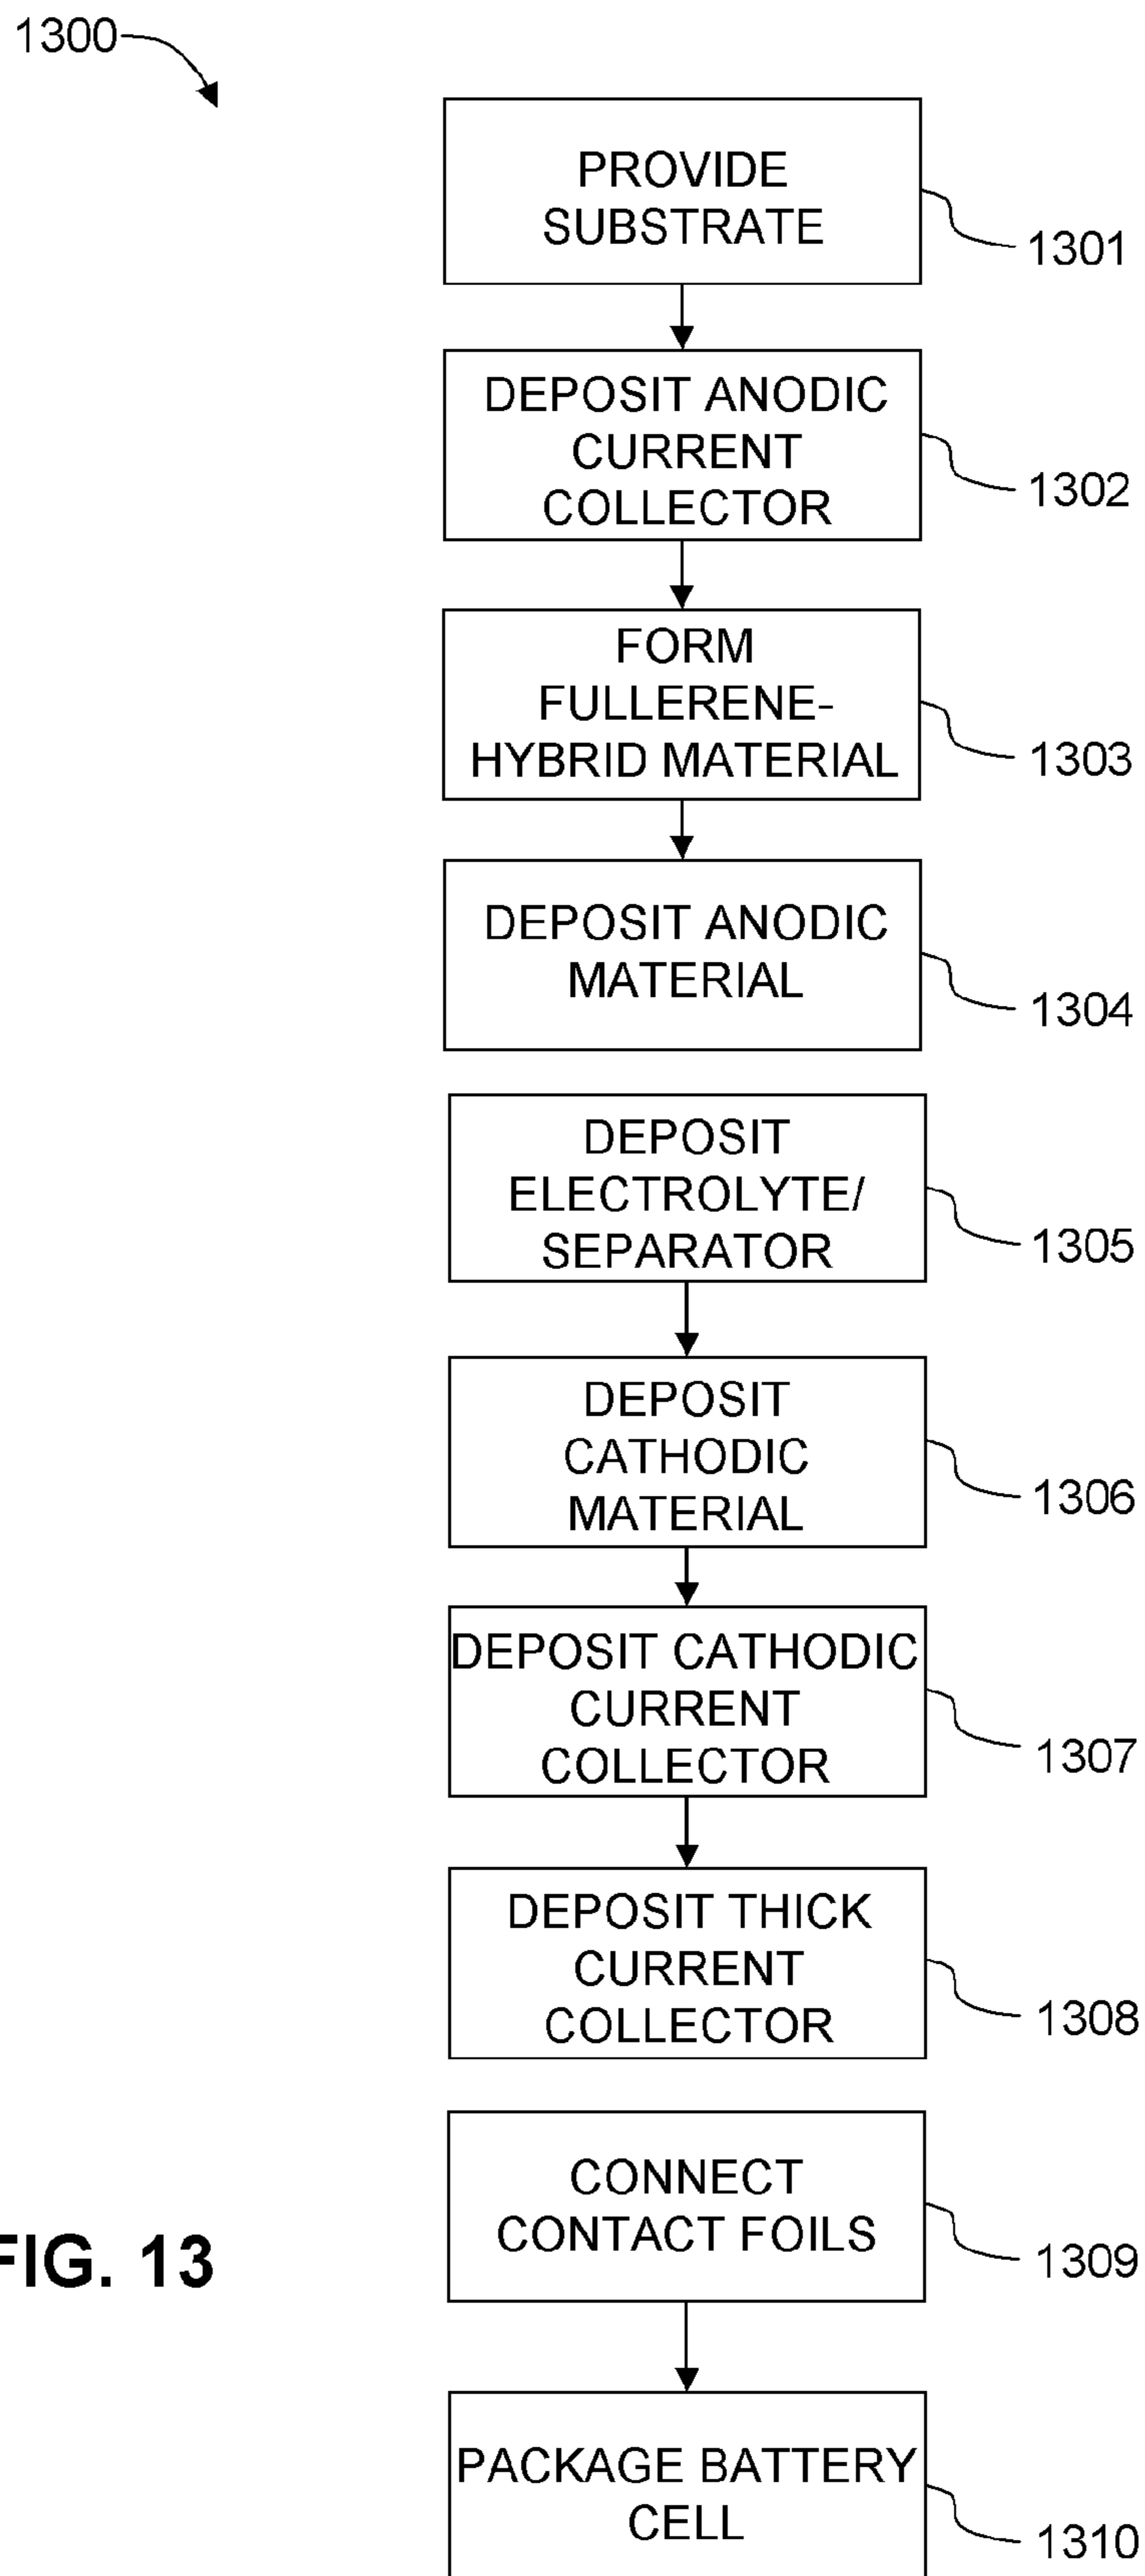 1300
PROVIDE
SUBSTRATE
1301
DEPOSIT ANODIC
CURRENT
COLLECTOR
1302
FORM
FULLERENE-
HYBRID MATERIAL
1303
DEPOSIT ANODIC
MATERIAL
1304
DEPOSIT
ELECTROLYTE/
SEPARATOR
1305
DEPOSIT
CATHODIC
MATERIAL
1306
DEPOSIT CATHODIC
CURRENT
COLLECTOR
1307
DEPOSIT THICK
CURRENT
COLLECTOR
1308
CONNECT
CONTACT FOILS
1309
FIG. 13
PACKAGE BATTERY
CELL
1310